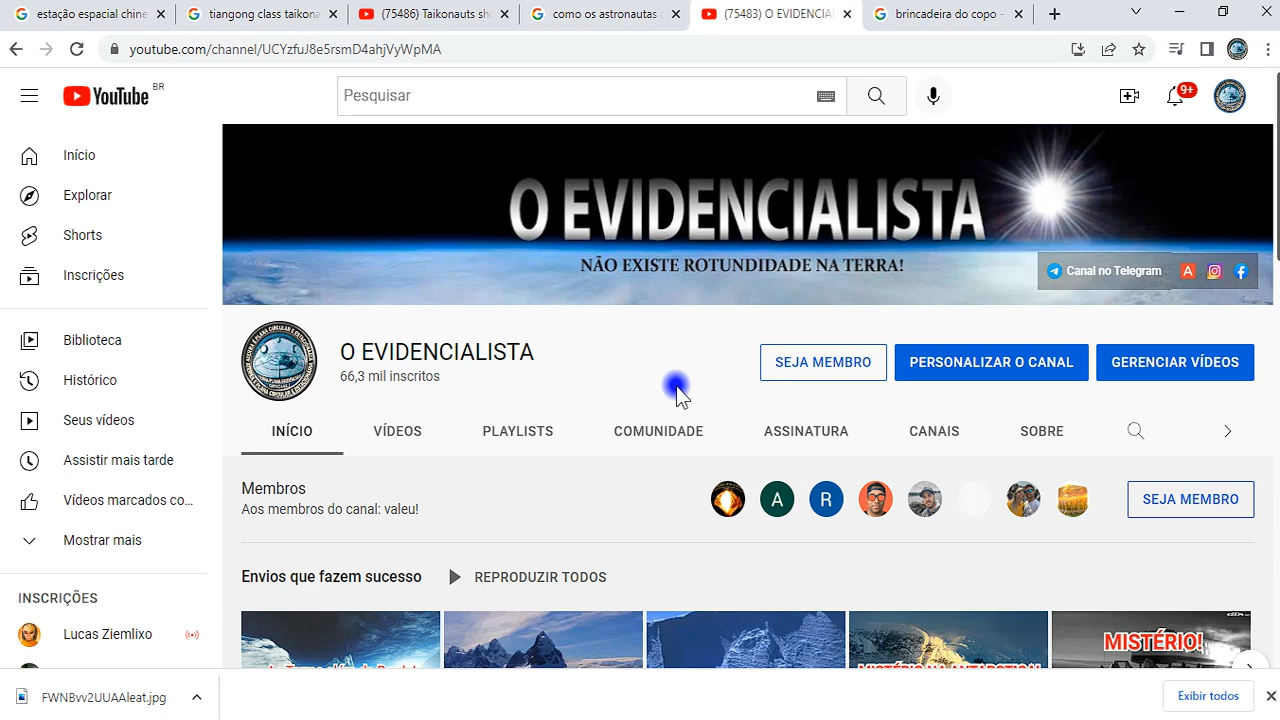 estação espacial chine
tiangong class taikona
(75486) Taikonauts sh
como os astronautas
(75483) O EVIDENCIA
brincadeira do copo -
youtube.com/channel/UCYzfuJ8e5rsmD4ahjVyWpMA
YouTube BR
Pesquisar
9+
Início
Explorar
Shorts
Inscrições
Biblioteca
Histórico
Seus vídeos
Assistir mais tarde
Vídeos marcados co...
Mostrar mais
INSCRIÇÕES
Lucas Ziemlixo
O EVIDENCIALISTA
NÃO EXISTE ROTUNDIDADE NA TERRA!
Canal no Telegram
O EVIDENCIALISTA
66,3 mil inscritos
SEJA MEMBRO
PERSONALIZAR O CANAL
GERENCIAR VÍDEOS
INÍCIO
VÍDEOS
PLAYLISTS
COMUNIDADE
ASSINATURA
CANAIS
SOBRE
Membros
Aos membros do canal: valeu!
A
R
SEJA MEMBRO
Envios que fazem sucesso
REPRODUZIR TODOS
MISTÉRIO NA ANTARCTICA!
MISTÉRIO!
FWNBvv2UUAAleat.jpg
Exibir todos